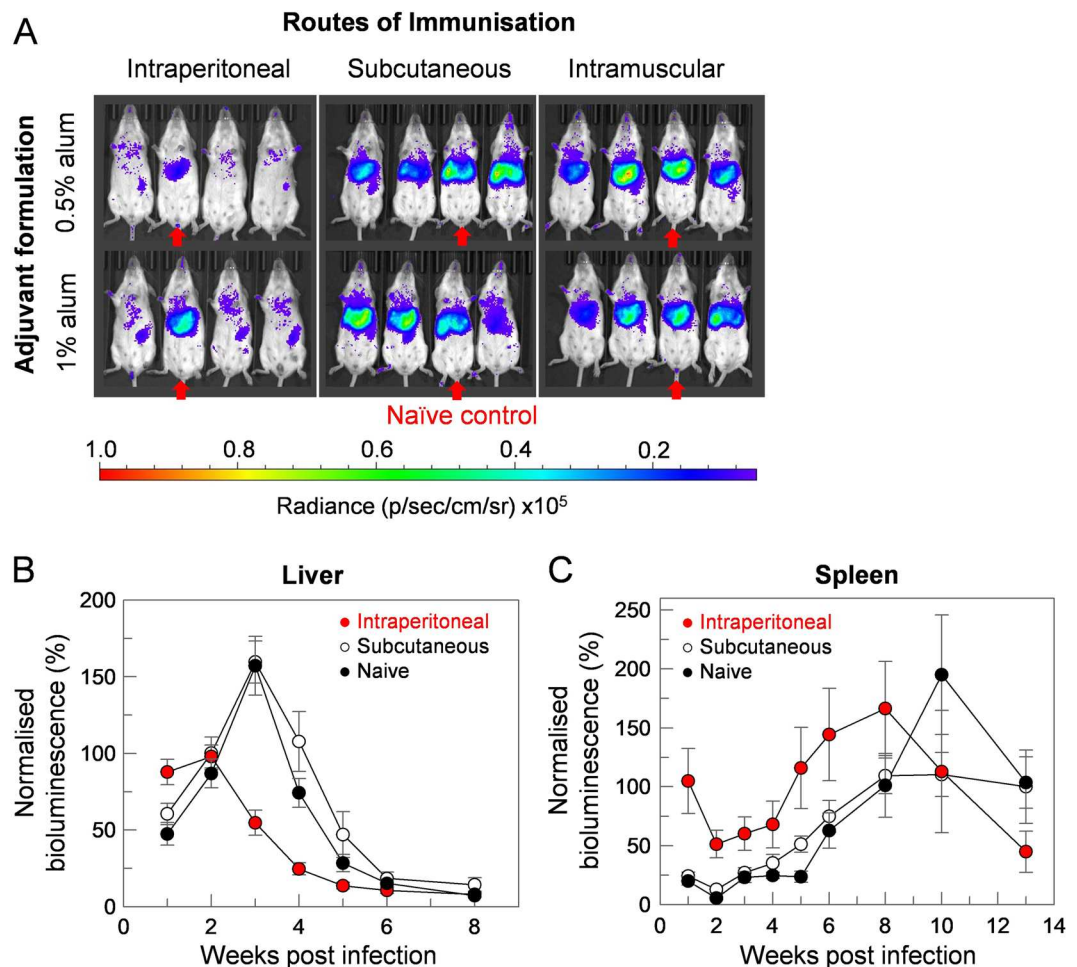 A
Routes of Immunisation
Intraperitoneal Subcutaneous Intramuscular
Adjuvant formulation
0.5% alum
1% alum
Naïve control
1.0 0.8 0.6 0.4 0.2
Radiance (p/sec/cm/sr) x10⁵
B
Liver
Normalised
bioluminescence (%)
200
150
100
50
0
Intraperitoneal
Subcutaneous
Naive
0 2 4 6 8
Weeks post infection
C
Spleen
Normalised
bioluminescence (%)
250
200
150
100
50
0
Intraperitoneal
Subcutaneous
Naive
0 2 4 6 8 10 12 14
Weeks post infection